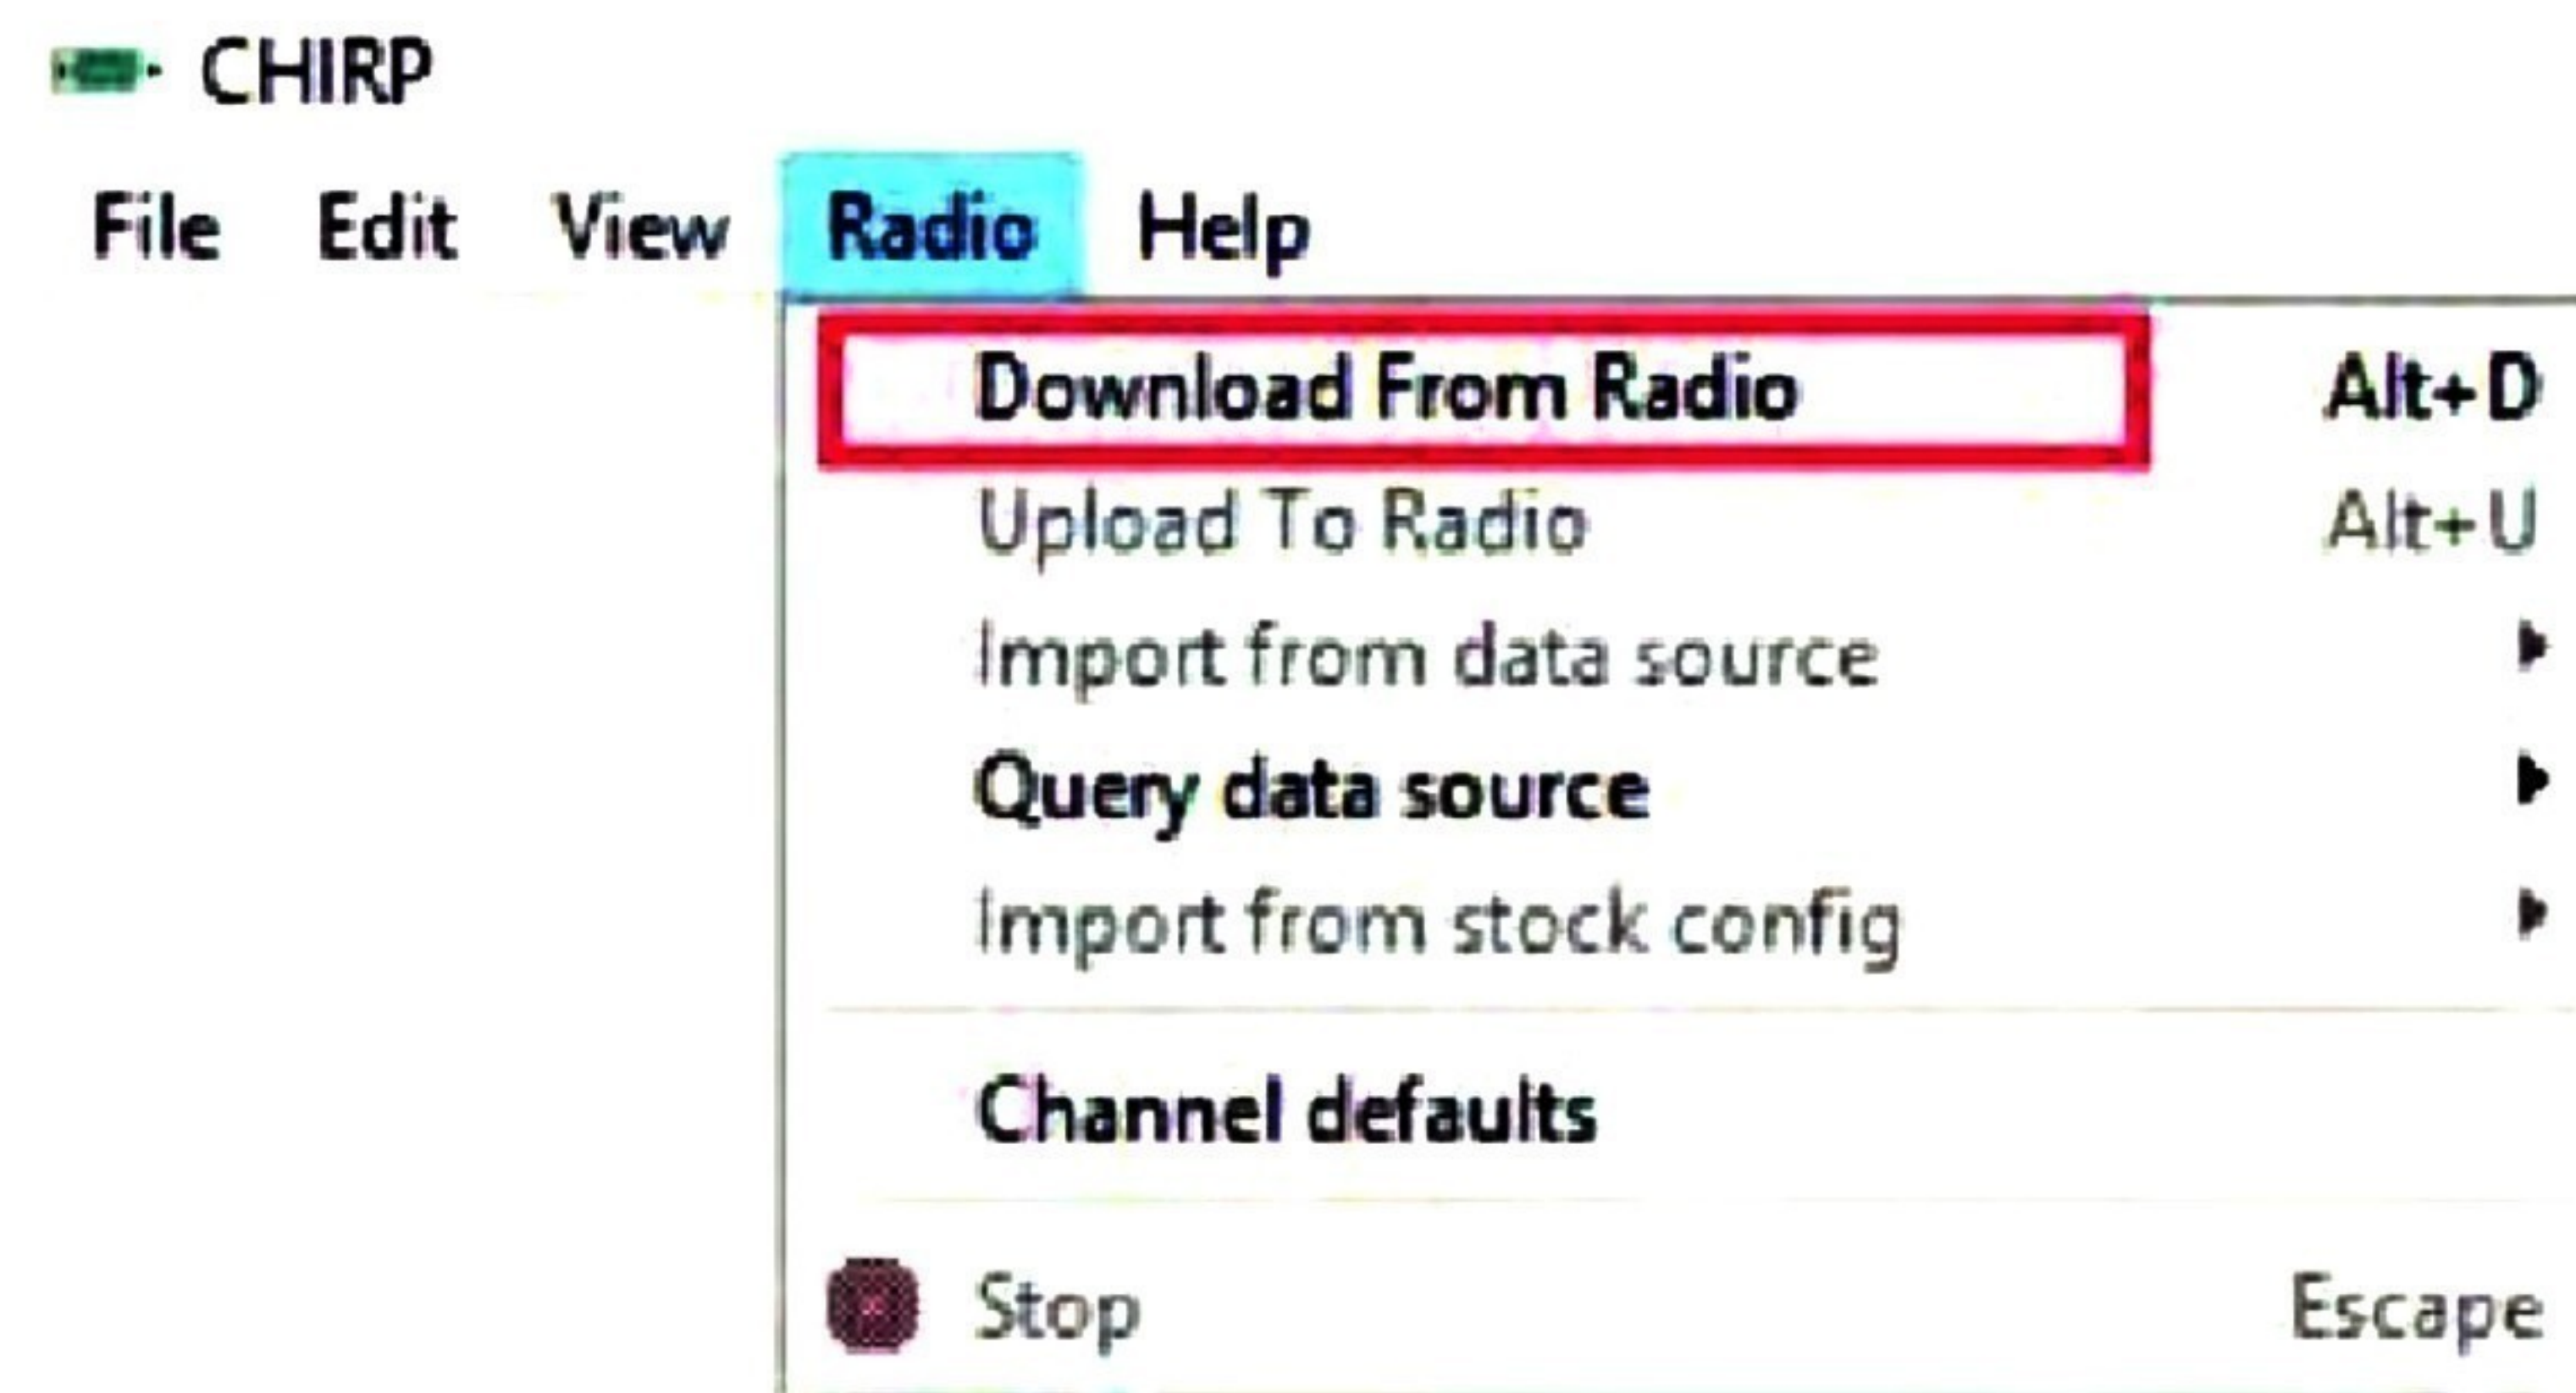 CHIRP
File Edit View Radio Help
Download From Radio Alt+D
Upload To Radio Alt+U
Import from data source
Query data source
Import from stock config
Channel defaults
Stop Escape